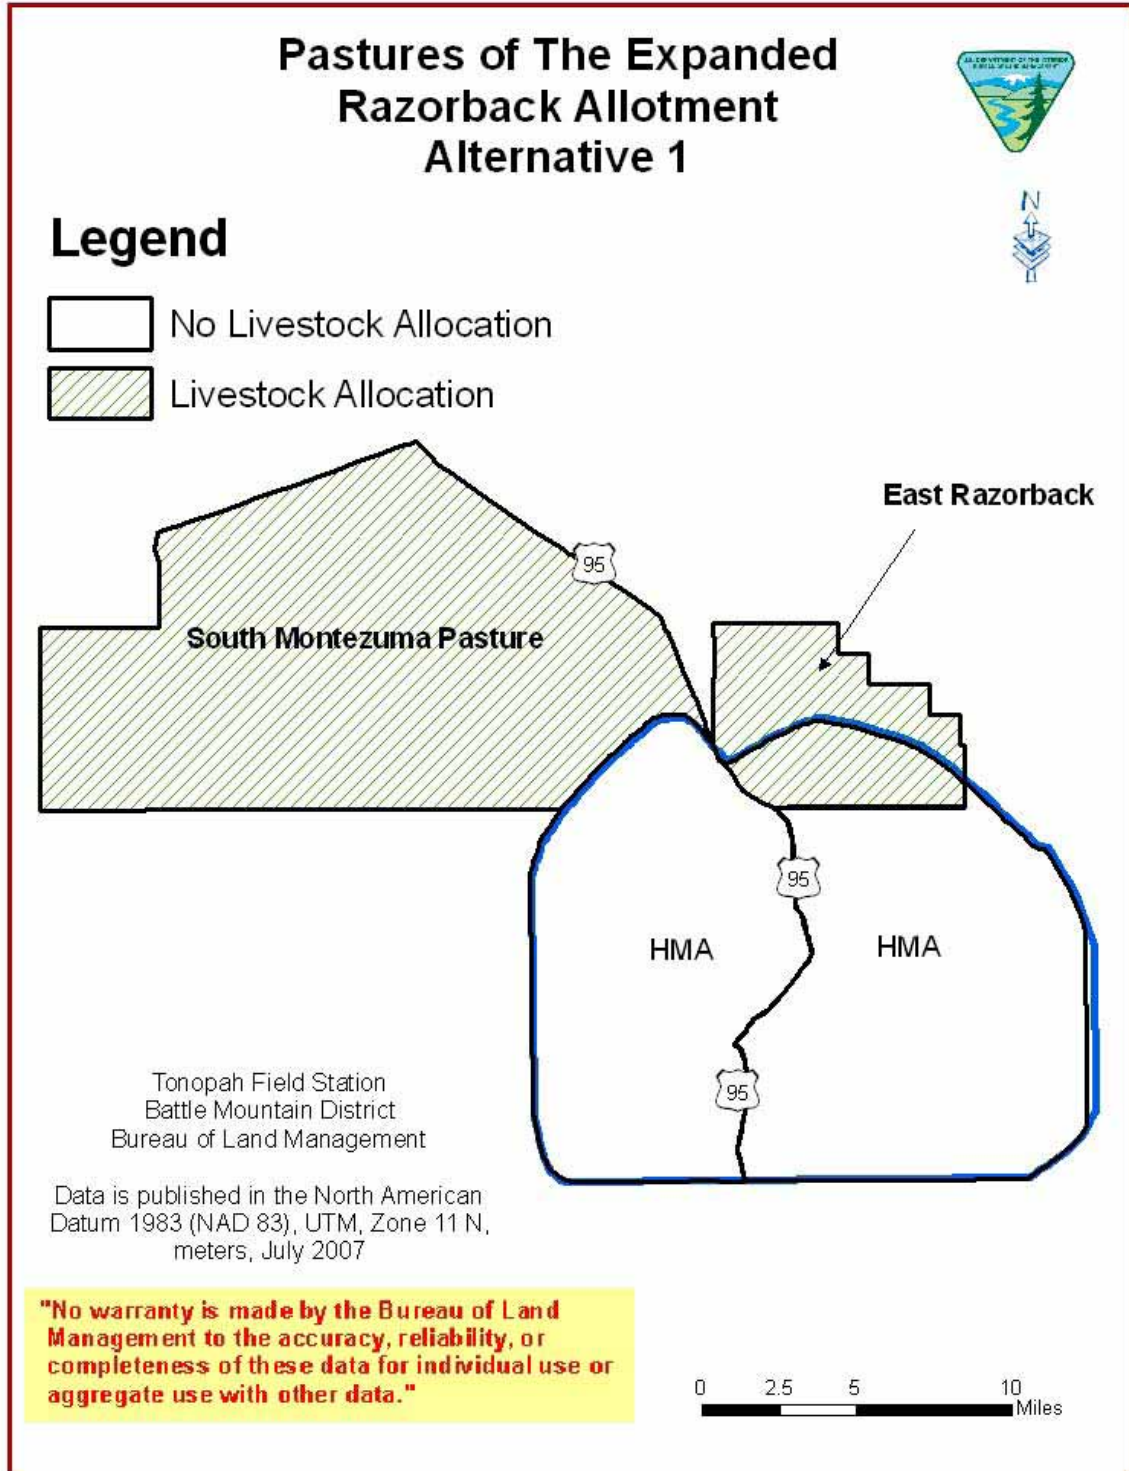 Pastures of The Expanded
Razorback Allotment
Alternative 1
N
Legend
No Livestock Allocation
Livestock Allocation
East Razorback
95
South Montezuma Pasture
95
HMA
HMA
95
Tonopah Field Station
Battle Mountain District
Bureau of Land Management
Data is published in the North American
Datum 1983 (NAD 83), UTM, Zone 11 N,
meters, July 2007
"No warranty is made by the Bureau of Land
Management to the accuracy, reliability, or
completeness of these data for individual use or
aggregate use with other data."
0 2.5 5 10
Miles